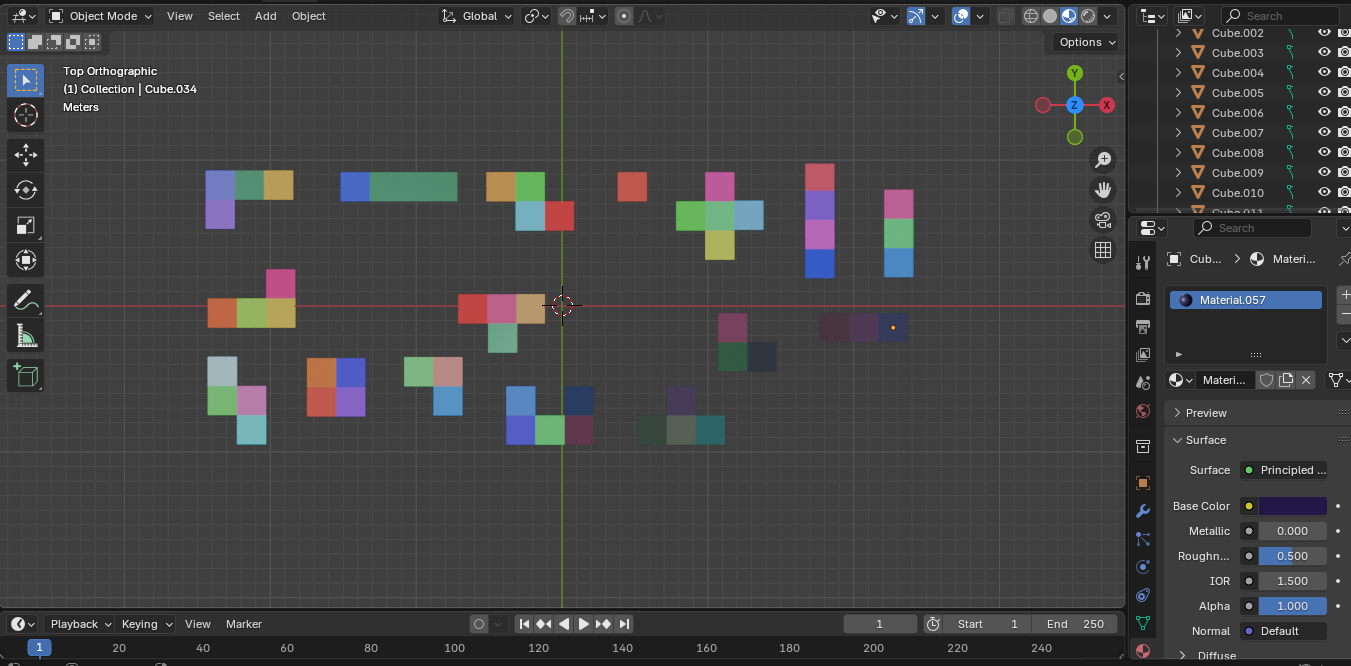 Object Mode View Select Add Object Global Search
Options
Top Orthographic
(1) Collection | Cube.034
Meters
Y
X
Z
Cube.002
Cube.003
Cube.004
Cube.005
Cube.006
Cube.007
Cube.008
Cube.009
Cube.010
Cube.011
Search
Cub... > Materi...
Material.057
Materi...
Preview
Surface
Surface Principled ...
Base Color
Metallic 0.000
Roughn... 0.500
IOR 1.500
Alpha 1.000
Normal Default
Diffuse
Playback Keying View Marker 1 Start 1 End 250
1 20 40 60 80 100 120 140 160 180 200 220 240